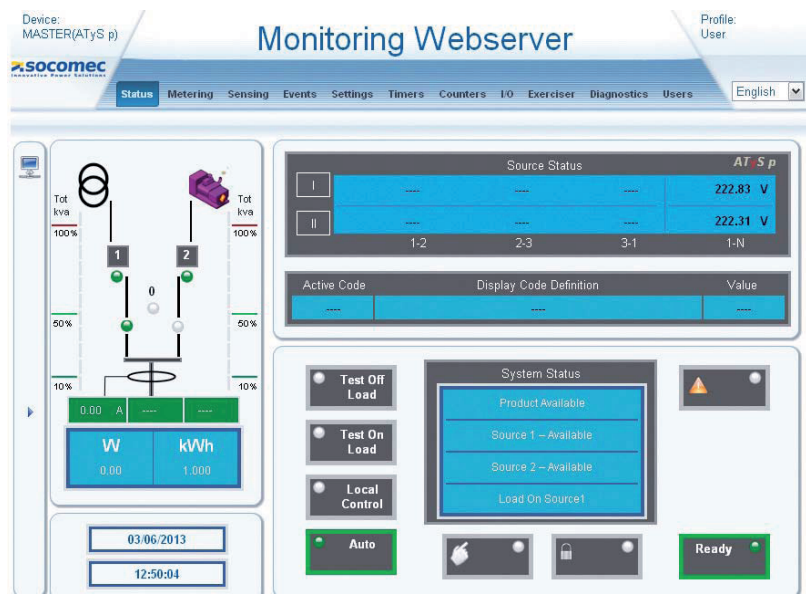 Device:
MASTER(ATyS p)
Monitoring Webserver
Profile:
User
socomec
Innovative Power Solutions
Status Metering Sensing Events Settings Timers Counters I/O Exerciser Diagnostics Users
English
Tot
kva
100%
50%
10%
Tot
kva
100%
50%
10%
1
2
0
0.00 A ---- ----
W kWh
0.00 1.000
03/06/2013
12:50:04
Source Status
ATyS p
I ---- ---- ---- 222.83 V
II ---- ---- ---- 222.31 V
1-2 2-3 3-1 1-N
Active Code Display Code Definition Value
---- ---- ----
Test Off
Load
Test On
Load
Local
Control
Auto
System Status
Product Available
Source 1 – Available
Source 2 – Available
Load On Source1
Ready